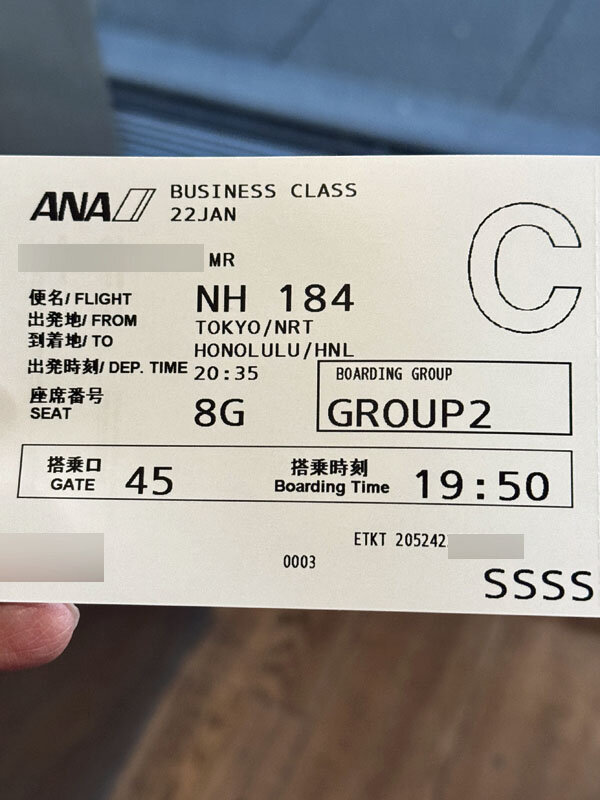 ANA BUSINESS CLASS
22JAN
MR
C
便名/ FLIGHT NH 184
出発地/ FROM TOKYO/NRT
到着地/ TO HONOLULU/HNL
出発時刻/ DEP. TIME 20:35
座席番号
SEAT 8G
BOARDING GROUP
GROUP2
搭乗口
GATE 45
搭乗時刻
Boarding Time 19:50
ETKT 205242
0003
SSSS